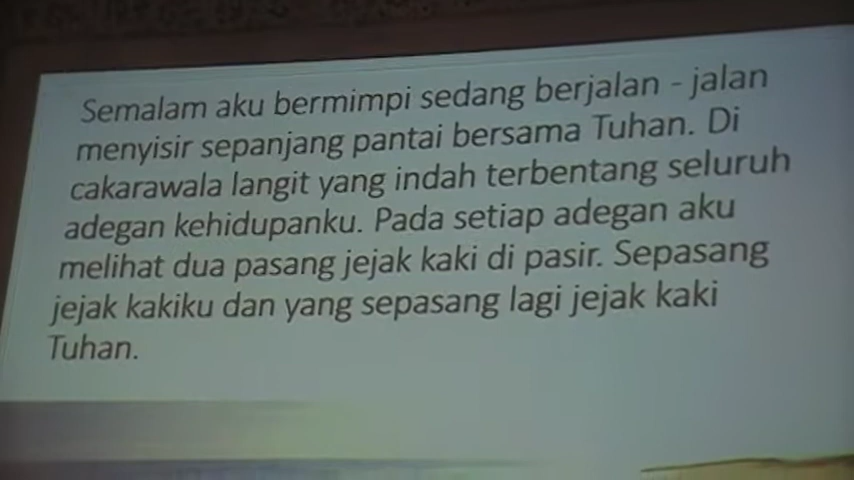 Semalam aku bermimpi sedang berjalan - jalan
menyisir sepanjang pantai bersama Tuhan. Di
cakarawala langit yang indah terbentang seluruh
adegan kehidupanku. Pada setiap adegan aku
melihat dua pasang jejak kaki di pasir. Sepasang
jejak kakiku dan yang sepasang lagi jejak kaki
Tuhan.